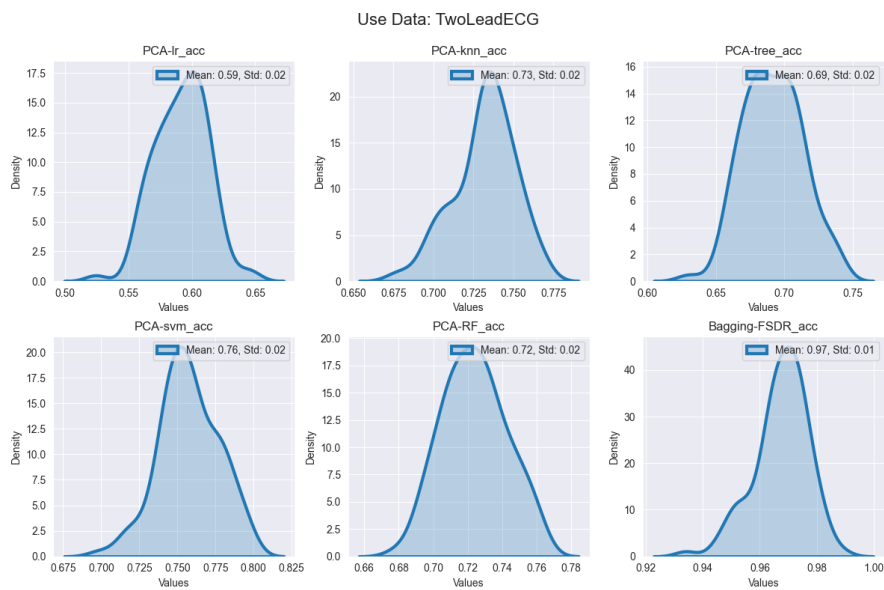 Use Data: TwoLeadECG
PCA-lr_acc
Mean: 0.59, Std: 0.02
17.5
15.0
12.5
10.0
7.5
5.0
2.5
0.0
Density
0.50 0.55 0.60 0.65
Values
PCA-knn_acc
Mean: 0.73, Std: 0.02
20
15
10
5
0
Density
0.650 0.675 0.700 0.725 0.750 0.775
Values
PCA-tree_acc
Mean: 0.69, Std: 0.02
16
14
12
10
8
6
4
2
0
Density
0.60 0.65 0.70 0.75
Values
PCA-svm_acc
Mean: 0.76, Std: 0.02
20.0
17.5
15.0
12.5
10.0
7.5
5.0
2.5
0.0
Density
0.675 0.700 0.725 0.750 0.775 0.800 0.825
Values
PCA-RF_acc
Mean: 0.72, Std: 0.02
20.0
17.5
15.0
12.5
10.0
7.5
5.0
2.5
0.0
Density
0.66 0.68 0.70 0.72 0.74 0.76 0.78
Values
Bagging-FSDR_acc
Mean: 0.97, Std: 0.01
40
30
20
10
0
Density
0.92 0.94 0.96 0.98 1.00
Values